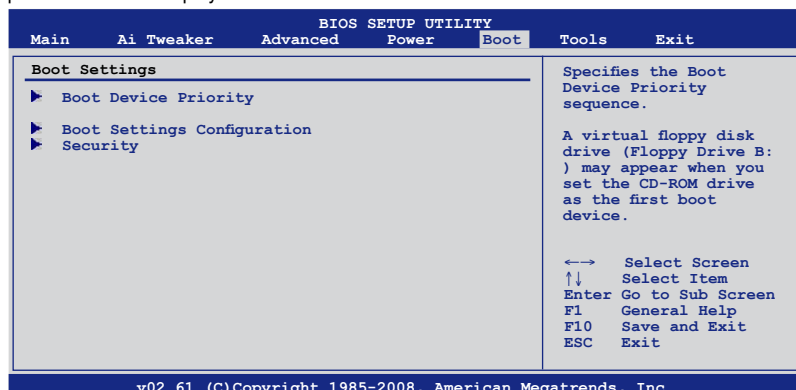 BIOS SETUP UTILITY
Main Ai Tweaker Advanced Power Boot Tools Exit
Boot Settings
Boot Device Priority
Boot Settings Configuration
Security
Specifies the Boot
Device Priority
sequence.
A virtual floppy disk
drive (Floppy Drive B:
) may appear when you
set the CD-ROM drive
as the first boot
device.
←→ Select Screen
↑↓ Select Item
Enter Go to Sub Screen
F1 General Help
F10 Save and Exit
ESC Exit
v02.61 (C)Copyright 1985-2008, American Megatrends, Inc.